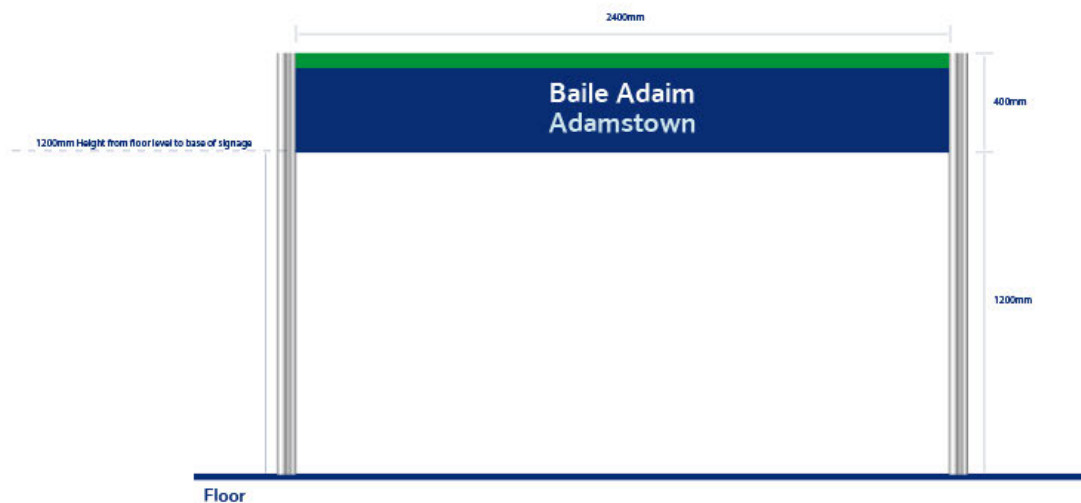 2400mm
Baile Adaim
Adamstown
400mm
1200mm Height from floor level to base of signage
1200mm
Floor